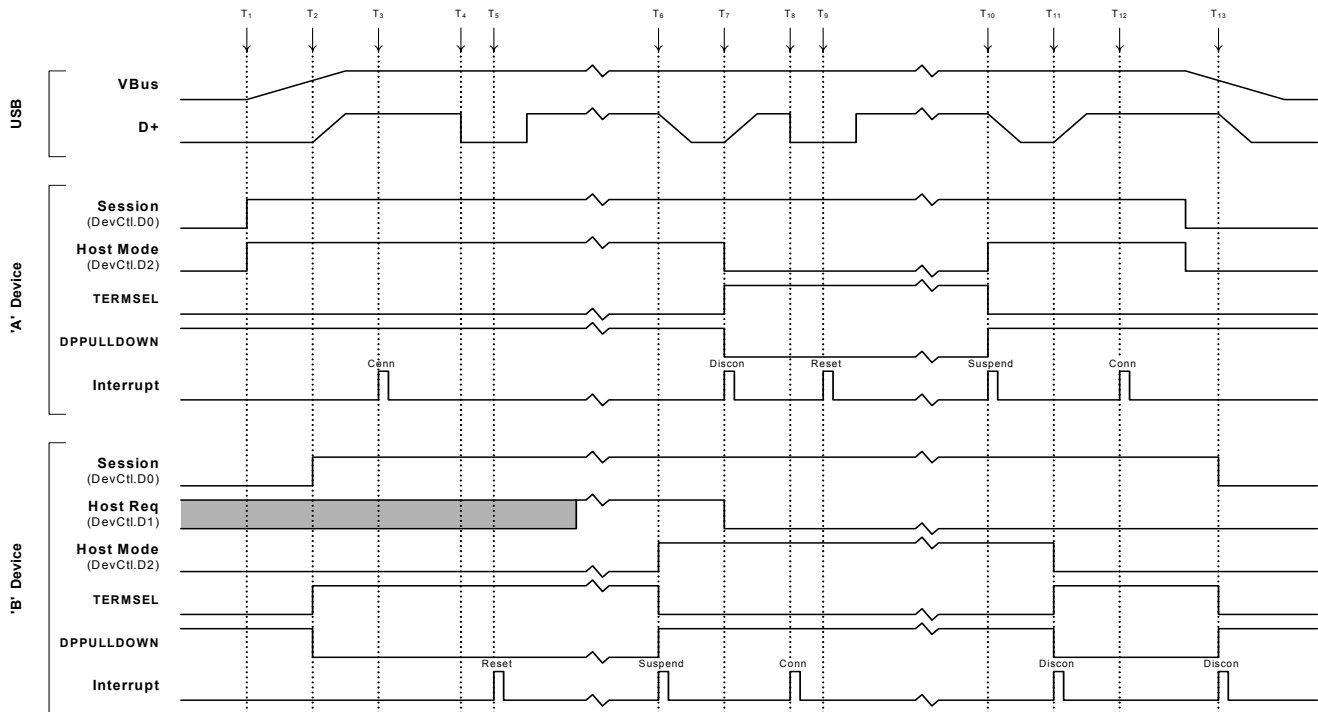 T₁ T₂ T₃ T₄ T₅ T₆ T₇ T₈ T₉ T₁₀ T₁₁ T₁₂ T₁₃
USB
VBus
D+
'A' Device
Session
(DevCtl.D0)
Host Mode
(DevCtl.D2)
TERMSEL
DPPULLDOWN
Conn Discon Reset Suspend Conn
Interrupt
'B' Device
Session
(DevCtl.D0)
Host Req
(DevCtl.D1)
Host Mode
(DevCtl.D2)
TERMSEL
DPPULLDOWN
Reset Suspend Conn Discon Discon
Interrupt